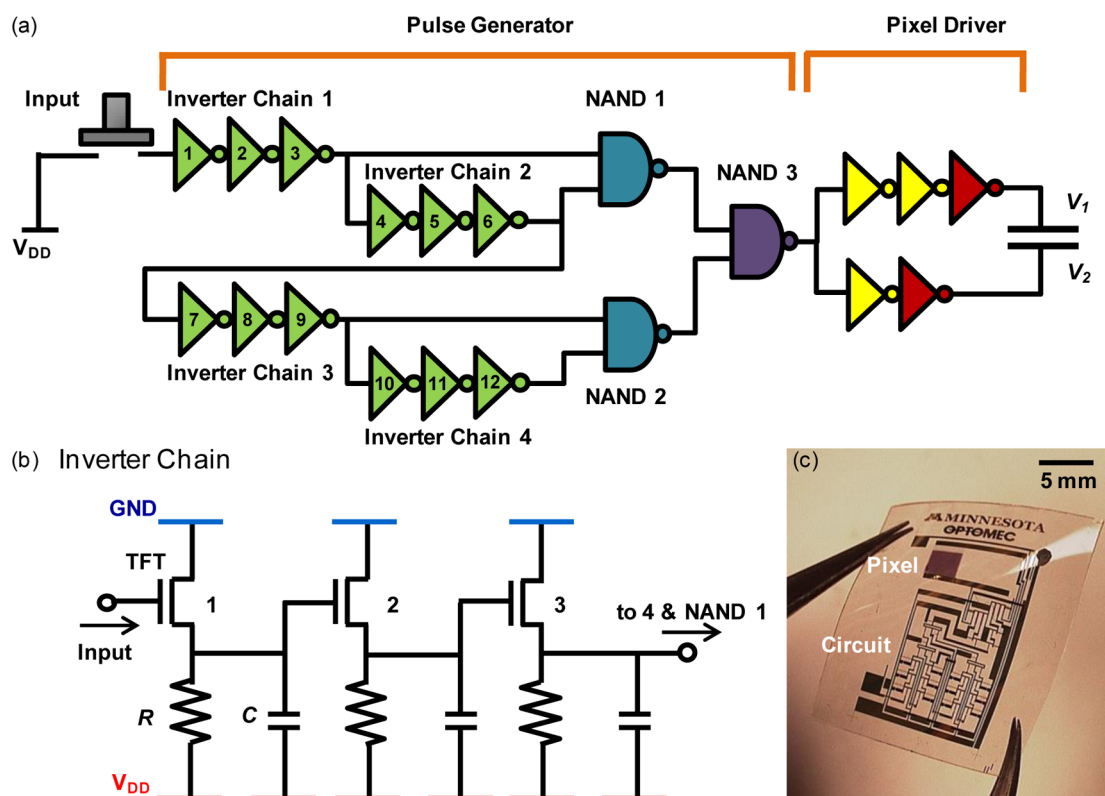 (a)
Pulse Generator
Pixel Driver
Input
Inverter Chain 1
NAND 1
1 2 3
Inverter Chain 2
NAND 3
4 5 6
V1
VDD
V2
7 8 9
Inverter Chain 3
10 11 12
NAND 2
Inverter Chain 4
(b) Inverter Chain
(c)
5 mm
GND
MINNESOTA
OPTOMEC
TFT
Pixel
1
2
3
to 4 & NAND 1
Input
Circuit
R
C
VDD